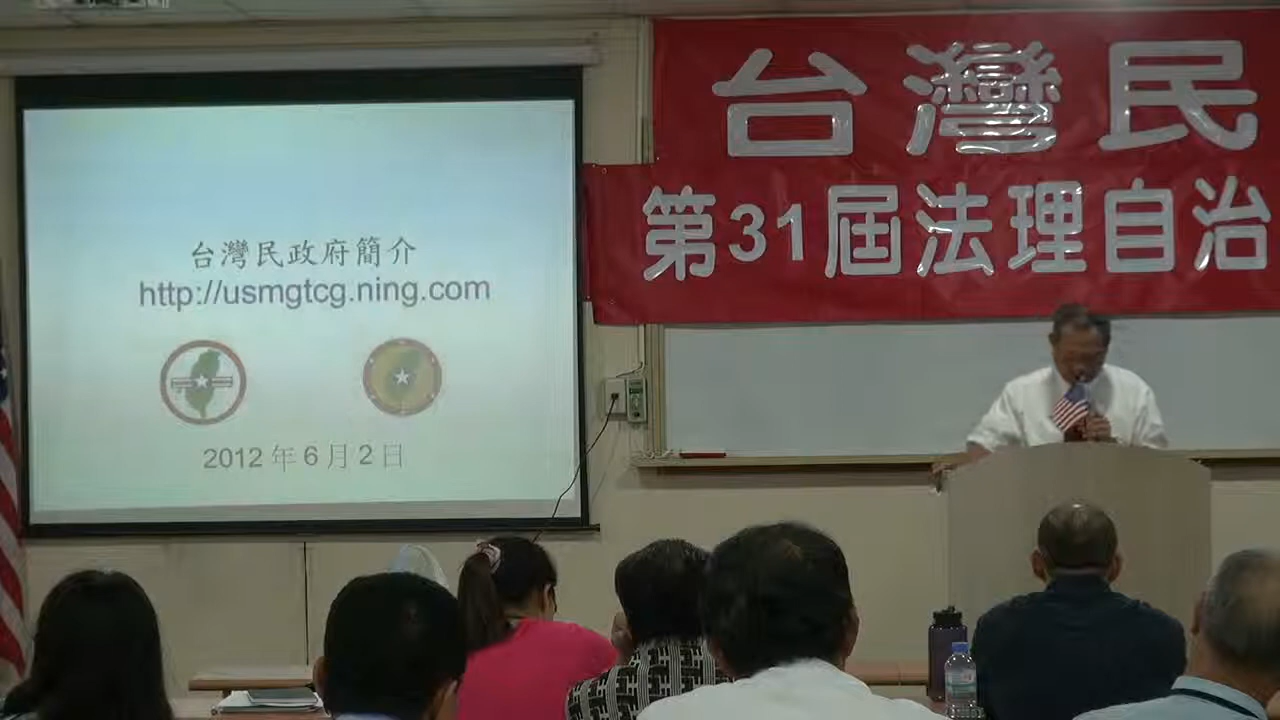 台灣民
第31屆法理自治
台灣民政府簡介
http://usmgtcg.ning.com
2012年6月2日